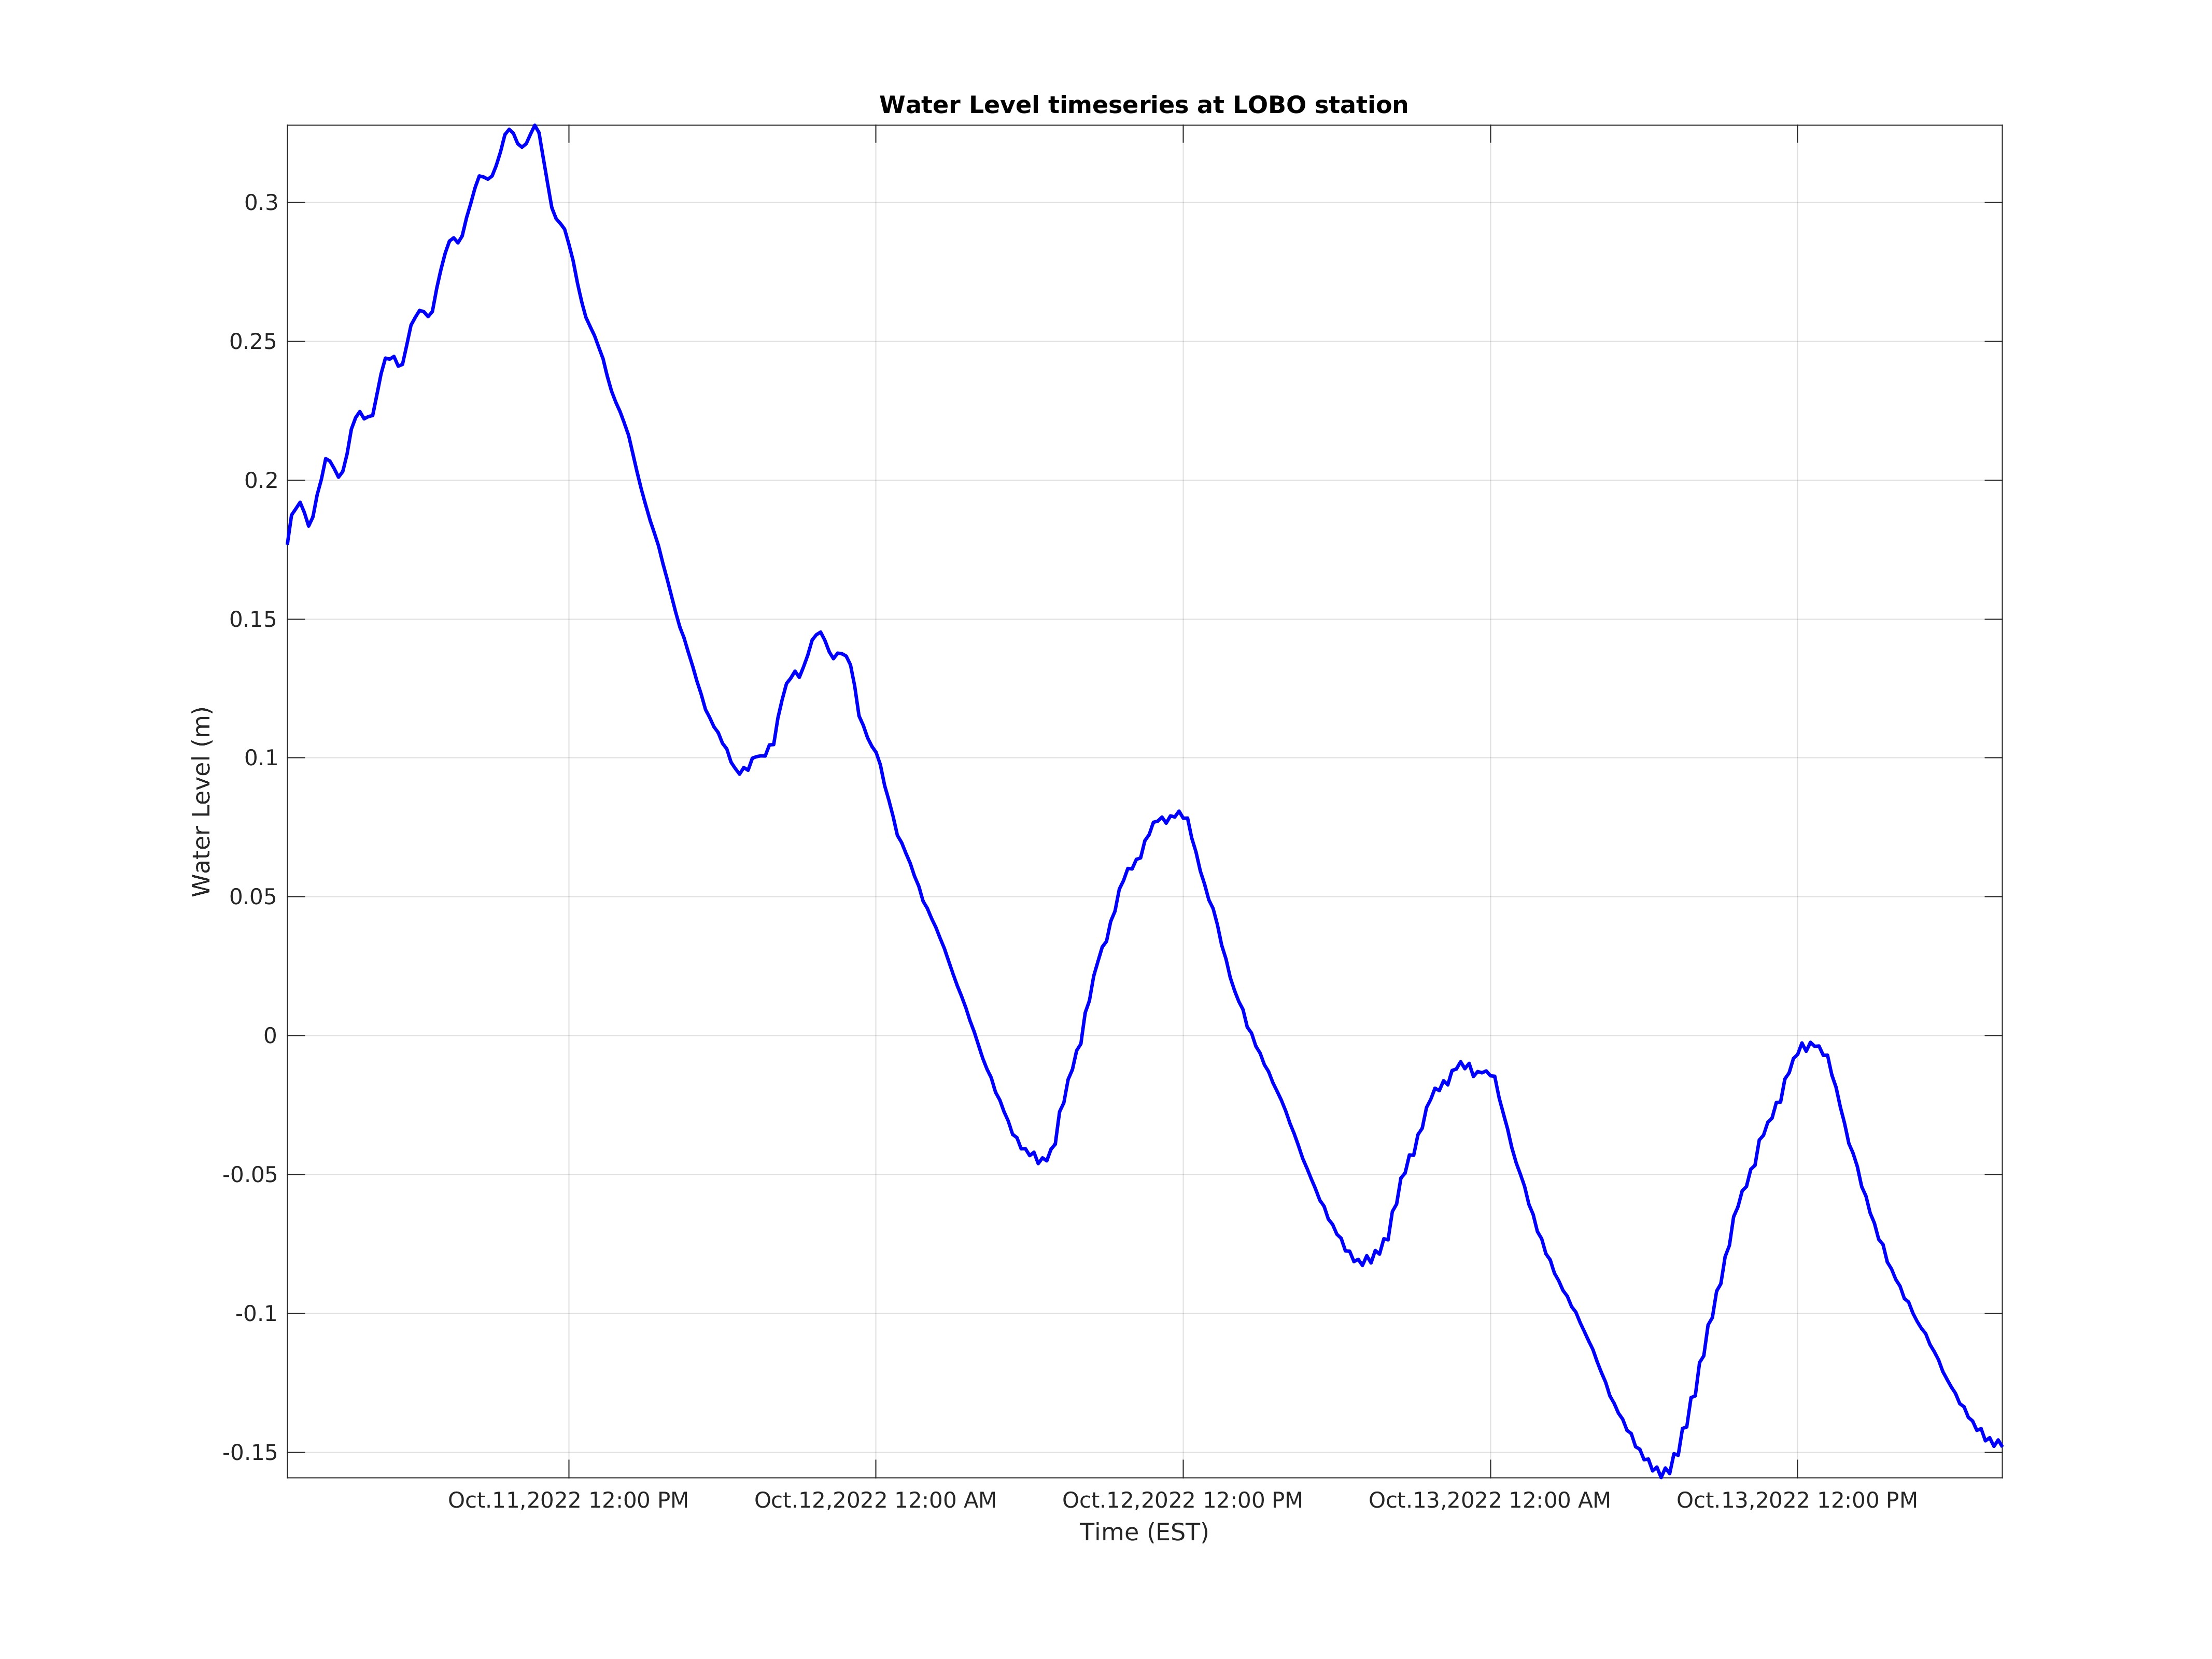 Water Level timeseries at LOBO station
0.3
0.25
0.2
0.15
0.1
0.05
0
-0.05
-0.1
-0.15
Water Level (m)
Oct.11,2022 12:00 PM Oct.12,2022 12:00 AM Oct.12,2022 12:00 PM Oct.13,2022 12:00 AM Oct.13,2022 12:00 PM
Time (EST)